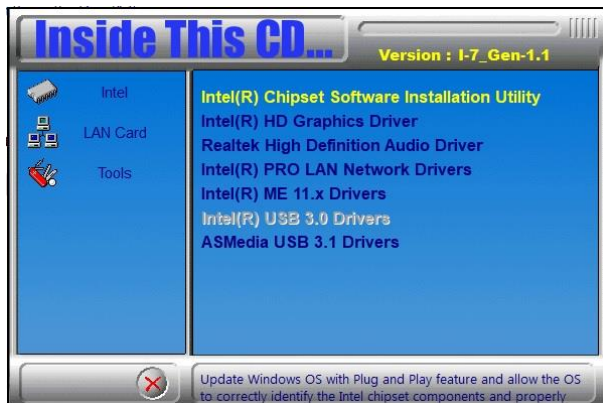 Inside This CD...
Version : I-7_Gen-1.1
Intel
LAN Card
Tools
Intel(R) Chipset Software Installation Utility
Intel(R) HD Graphics Driver
Realtek High Definition Audio Driver
Intel(R) PRO LAN Network Drivers
Intel(R) ME 11.x Drivers
Intel(R) USB 3.0 Drivers
ASMedia USB 3.1 Drivers
Update Windows OS with Plug and Play feature and allow the OS
to correctly identify the Intel chipset components and properly